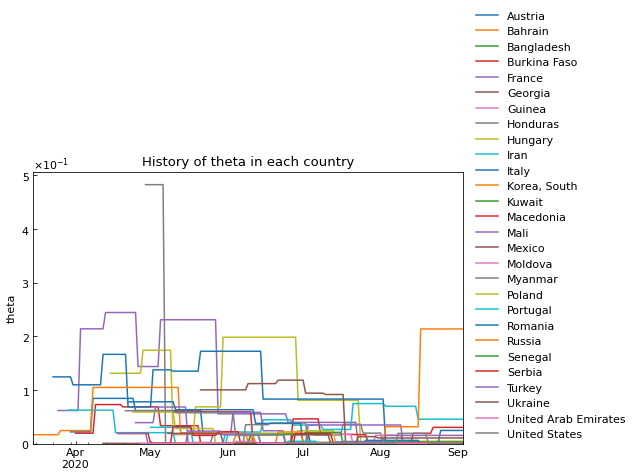 History of theta in each country
×10⁻¹
5
4
3
2
1
0
theta
Apr
2020
May
Jun
Jul
Aug
Sep
Austria
Bahrain
Bangladesh
Burkina Faso
France
Georgia
Guinea
Honduras
Hungary
Iran
Italy
Korea, South
Kuwait
Macedonia
Mali
Mexico
Moldova
Myanmar
Poland
Portugal
Romania
Russia
Senegal
Serbia
Turkey
Ukraine
United Arab Emirates
United States